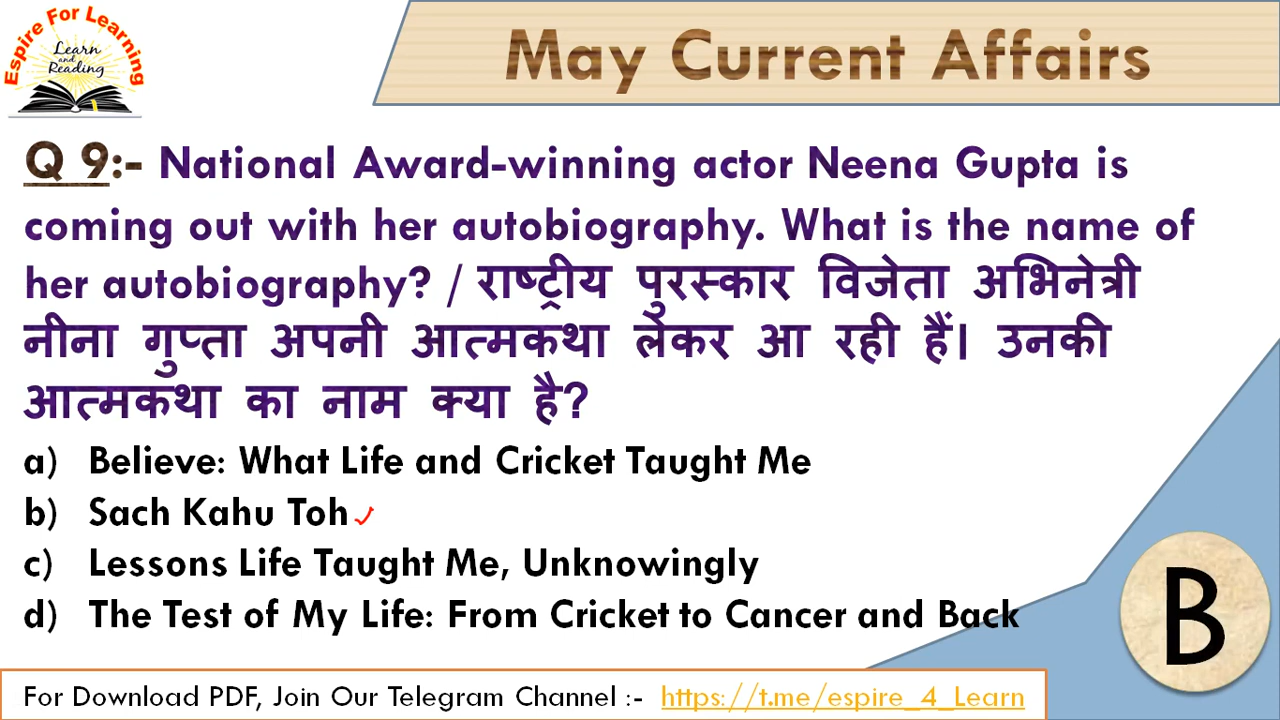 Espire For Learning
Learn
and
Reading
May Current Affairs
Q 9:- National Award-winning actor Neena Gupta is
coming out with her autobiography. What is the name of
her autobiography? / राष्ट्रीय पुरस्कार विजेता अभिनेत्री
नीना गुप्ता अपनी आत्मकथा लेकर आ रही हैं। उनकी
आत्मकथा का नाम क्या है?
a) Believe: What Life and Cricket Taught Me
b) Sach Kahu Toh
c) Lessons Life Taught Me, Unknowingly
d) The Test of My Life: From Cricket to Cancer and Back
B
For Download PDF, Join Our Telegram Channel :- https://t.me/espire_4_Learn